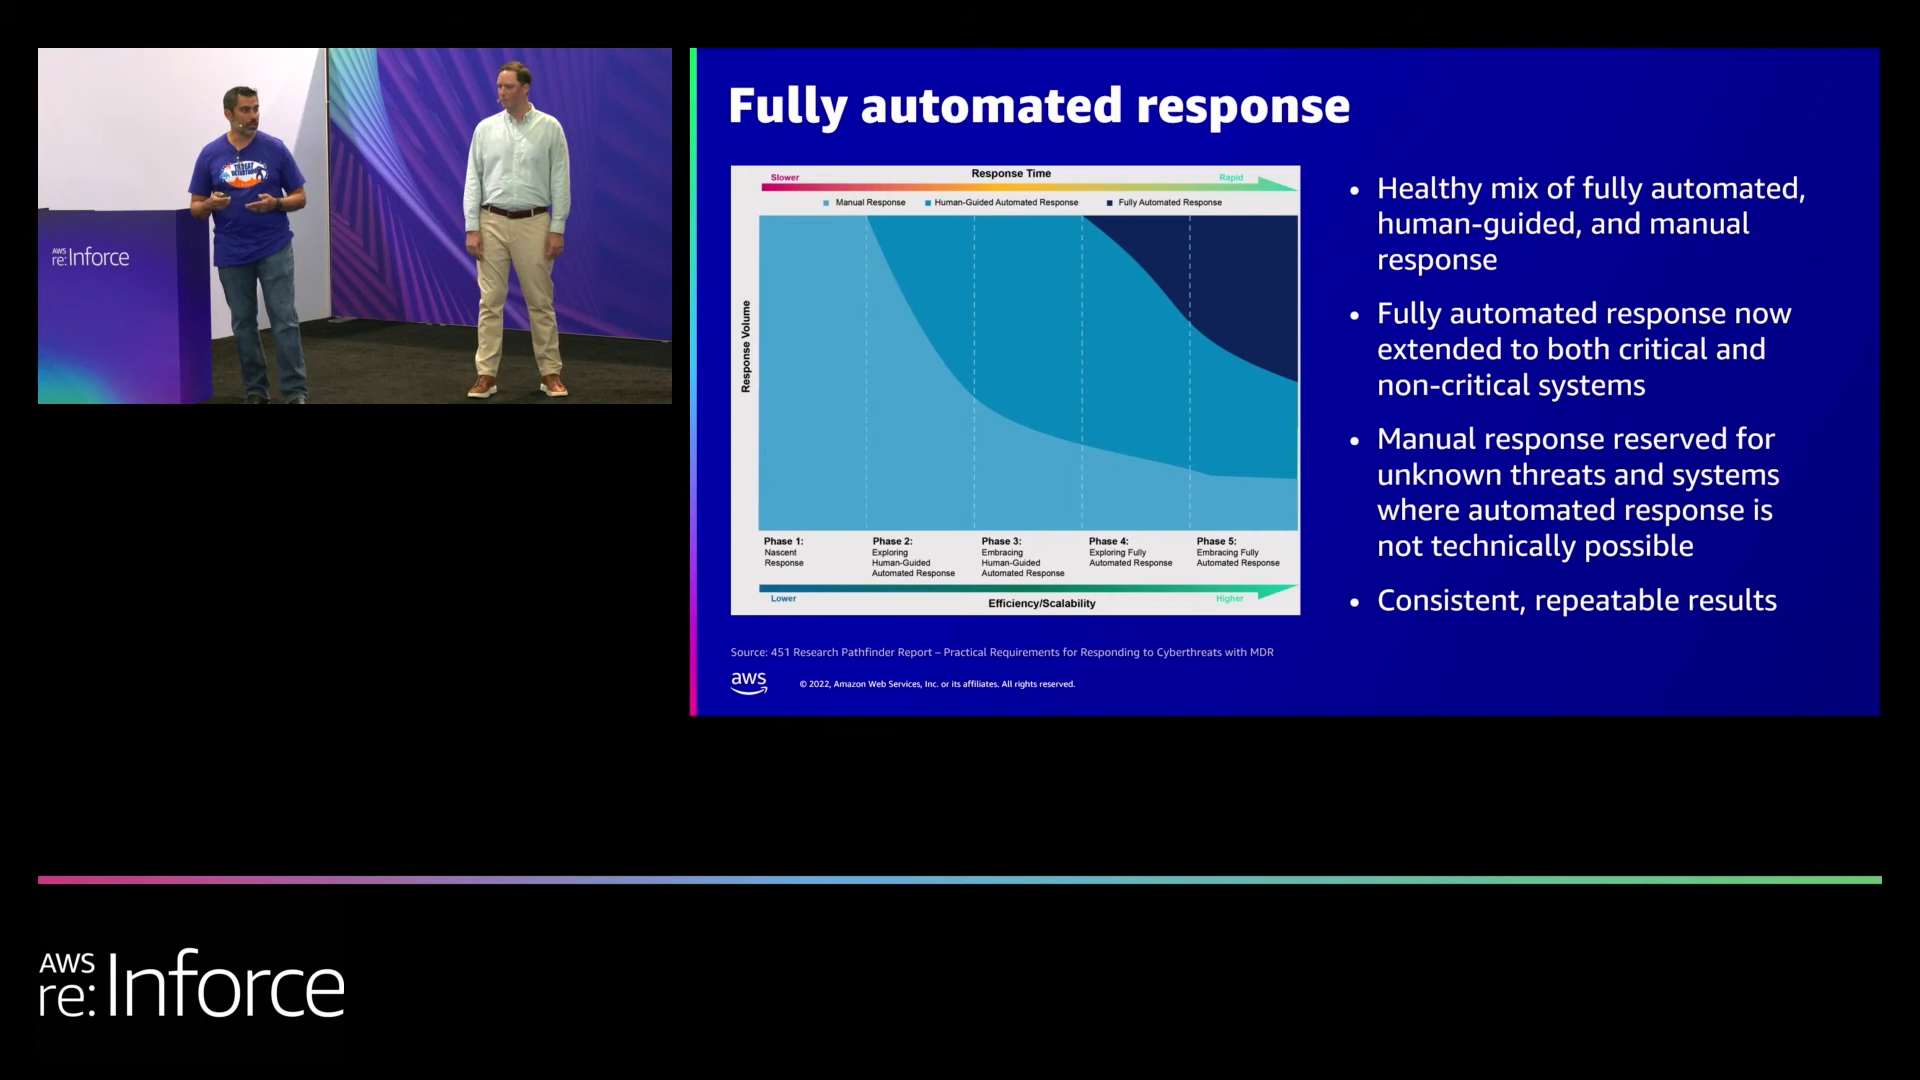 AWS
re:Inforce
THREAT
Fully automated response
Response Time
Slower
Rapid
Manual Response
Human-Guided Automated Response
Fully Automated Response
Response Volume
Phase 1:
Nascent
Response
Phase 2:
Exploring
Human-Guided
Automated Response
Phase 3:
Embracing
Human-Guided
Automated Response
Phase 4:
Exploring Fully
Automated Response
Phase 5:
Embracing Fully
Automated Response
Lower
Efficiency/Scalability
Higher
• Healthy mix of fully automated,
human-guided, and manual
response
• Fully automated response now
extended to both critical and
non-critical systems
• Manual response reserved for
unknown threats and systems
where automated response is
not technically possible
• Consistent, repeatable results
Source: 451 Research Pathfinder Report – Practical Requirements for Responding to Cyberthreats with MDR
aws
© 2022, Amazon Web Services, Inc. or its affiliates. All rights reserved.
AWS
re:Inforce